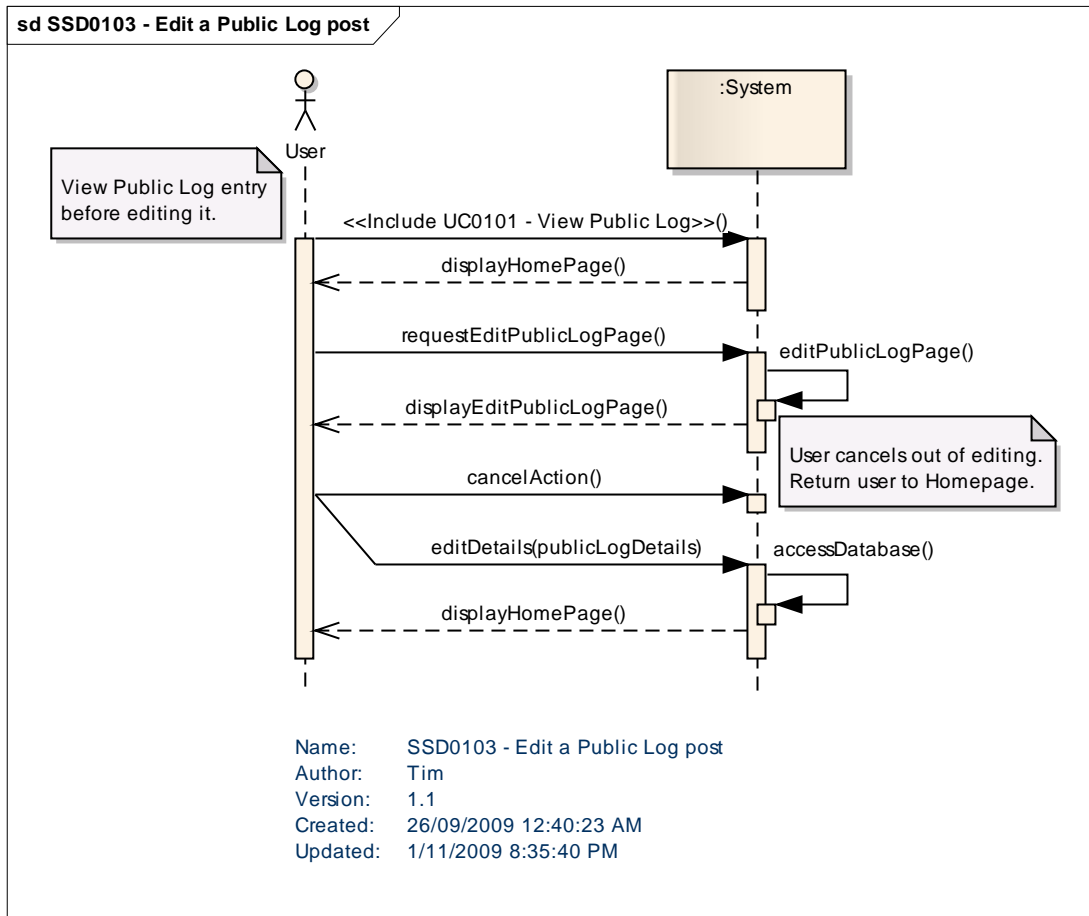 sd SSD0103 - Edit a Public Log post
:System
User
View Public Log entry
before editing it.
<<Include UC0101 - View Public Log>>()
displayHomePage()
requestEditPublicLogPage()
editPublicLogPage()
displayEditPublicLogPage()
User cancels out of editing.
Return user to Homepage.
cancelAction()
editDetails(publicLogDetails)
accessDatabase()
displayHomePage()
Name: SSD0103 - Edit a Public Log post
Author: Tim
Version: 1.1
Created: 26/09/2009 12:40:23 AM
Updated: 1/11/2009 8:35:40 PM